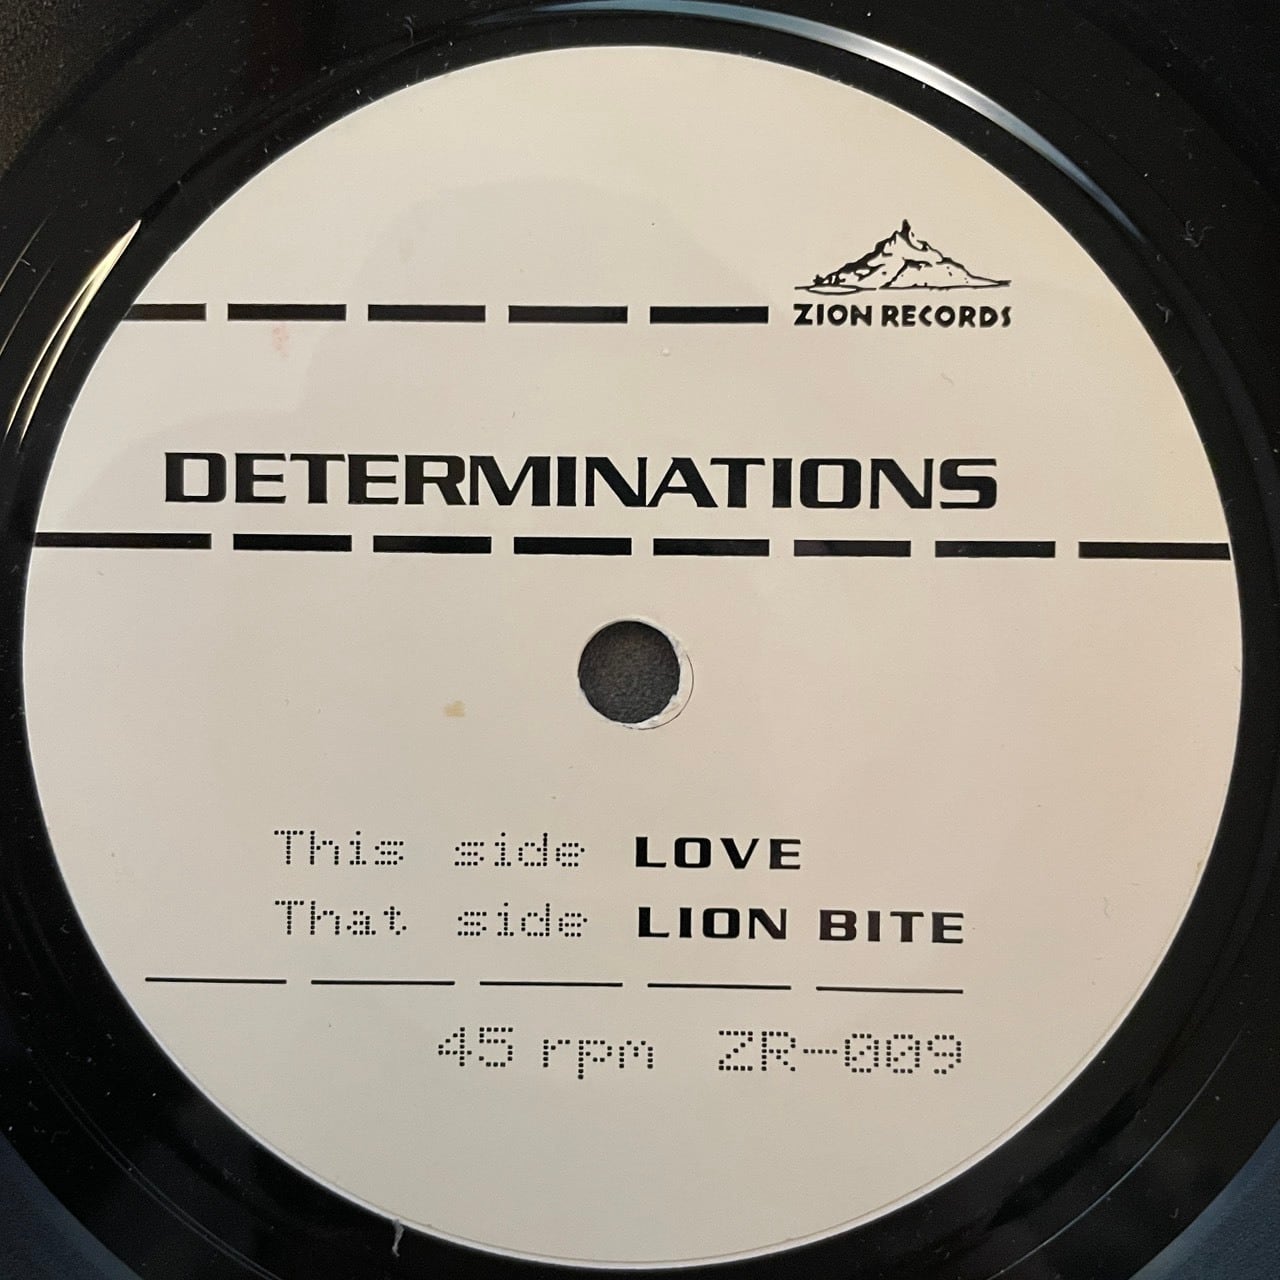 ZION RECORDS
DETERMINATIONS
This side LOVE
That side LION BITE
45 rpm ZR-009